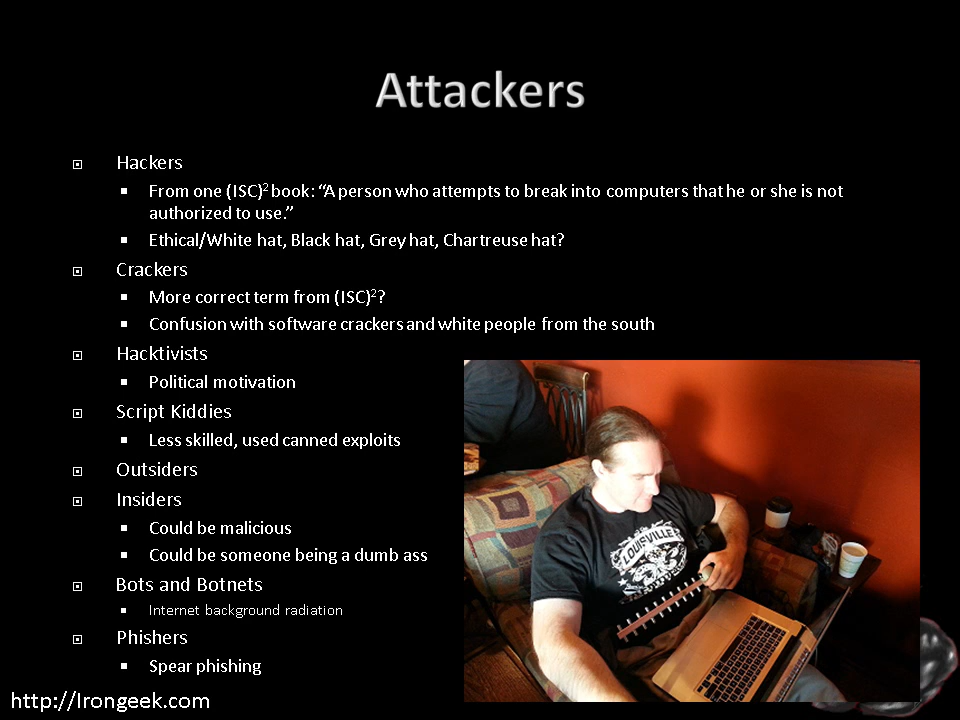 Attackers
Hackers
From one (ISC)² book: “A person who attempts to break into computers that he or she is not
authorized to use.”
Ethical/White hat, Black hat, Grey hat, Chartreuse hat?
Crackers
More correct term from (ISC)²?
Confusion with software crackers and white people from the south
Hacktivists
Political motivation
Script Kiddies
Less skilled, used canned exploits
Outsiders
Insiders
Could be malicious
Could be someone being a dumb ass
Bots and Botnets
Internet background radiation
Phishers
Spear phishing
LOUISVILLE
http://Irongeek.com